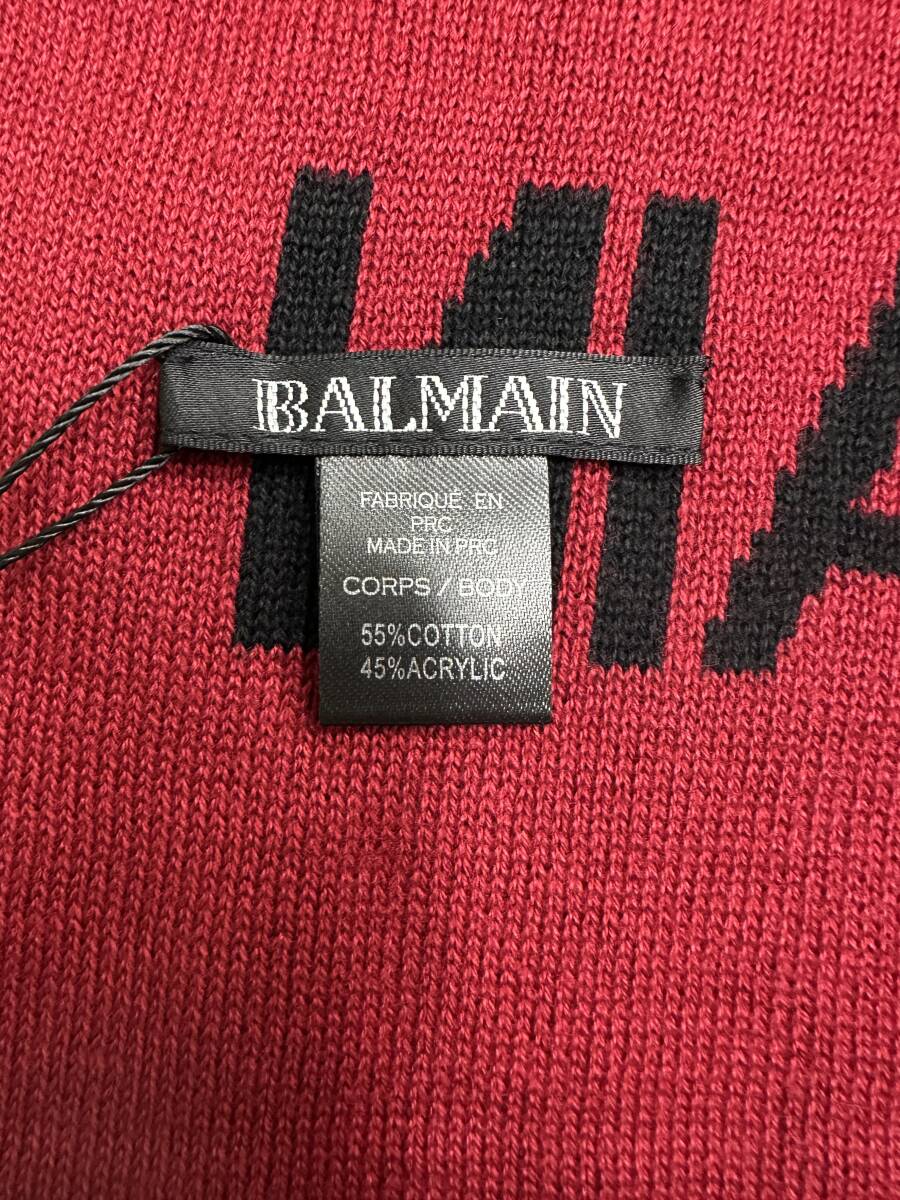 BALMAIN
FABRIQUÉ EN
PRC
MADE IN PRC
CORPS / BODY
55%COTTON
45%ACRYLIC